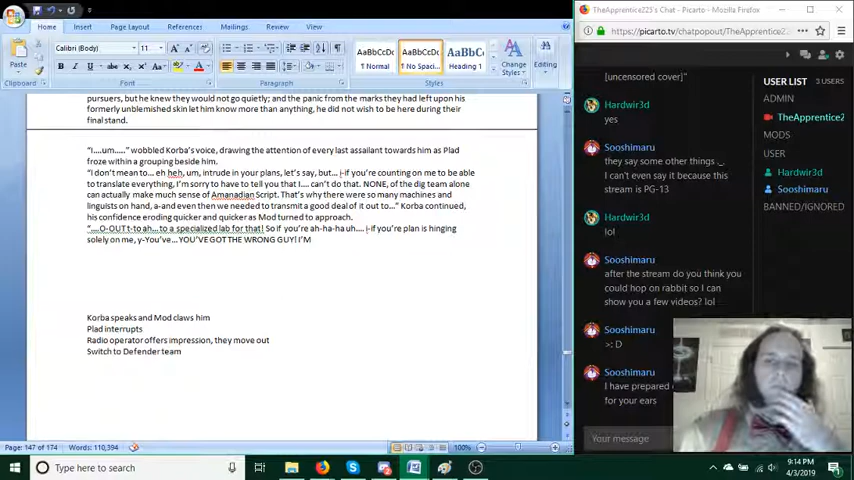 TheApprentice225's Chat - Picarto - Mozilla Firefox
https://picarto.tv/chatpopout/TheApprentice22
Home Insert Page Layout References Mailings Review View
Calibri (Body) 11
Paste
Clipboard Font Paragraph Styles
AaBbCcDc AaBbCcDc AaBbCc
¶ Normal ¶ No Spaci... Heading 1
Change Styles
Editing
pursuers, but he knew they would not go quietly; and the panic from the marks they had left upon his
formerly unblemished skin let him know more than anything, he did not wish to be here during their
final stand.
"I....um....." wobbled Korba's voice, drawing the attention of every last assailant towards him as Plad
froze within a grouping beside him.
"I don't mean to... eh heh, um, intrude in your plans, let's say, but... i-if you're counting on me to be able
to translate everything, I'm sorry to have to tell you that I.... can't do that. NONE, of the dig team alone
can actually make much sense of Amanadian Script. That's why there were so many machines and
linguists on hand, a-and even then we needed to transmit a good deal of it out to..." Korba continued,
his confidence eroding quicker and quicker as Mod turned to approach.
"....O-OUT t-to ah... to a specialized lab for that! So if you're ah-ha-ha uh.... i-if you're plan is hinging
solely on me, y-You've... YOU'VE GOT THE WRONG GUY! I'M
Korba speaks and Mod claws him
Plad interrupts
Radio operator offers impression, they move out
Switch to Defender team
Page: 147 of 174 Words: 110,394 100%
[uncensored cover]"
Hardwir3d
yes
Sooshimaru
they say some other things ._.
I can't even say it because this
stream is PG-13
Hardwir3d
lol
Sooshimaru
after the stream do you think you
could hop on rabbit so I can
show you a few videos? lol
Sooshimaru
>: D
Sooshimaru
I have prepared
for your ears
Your message
USER LIST 3 USERS
ADMIN
TheApprentice2
MODS
USER
Hardwir3d
Sooshimaru
BANNED/IGNORED
Type here to search
9:14 PM
4/3/2019